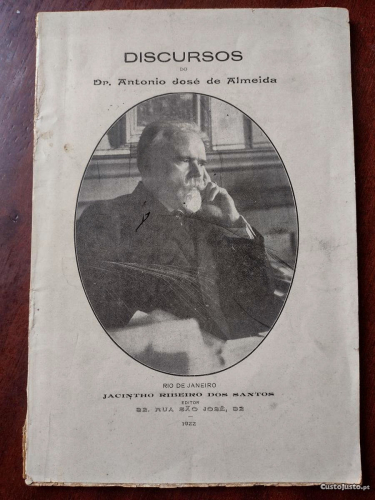 DISCURSOS
DO
Dr. Antonio José de Almeida
RIO DE JANEIRO
JACINTHO RIBEIRO DOS SANTOS
EDITOR
82, RUA SÃO JOSÉ, 82
1922
CustoJusto.pt